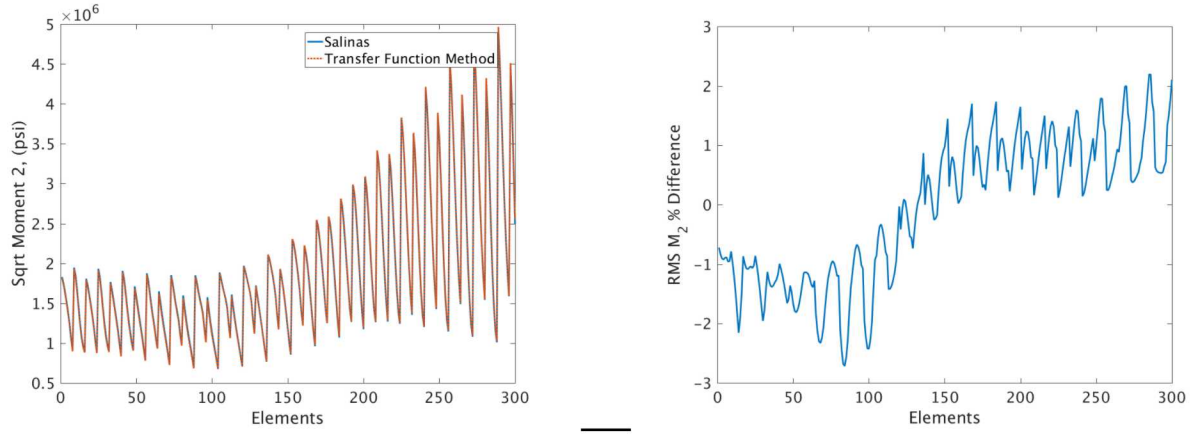 ×10⁶
5
4.5
4
3.5
3
2.5
2
1.5
1
0.5
Sqrt Moment 2, (psi)
Salinas
Transfer Function Method
0 50 100 150 200 250 300
Elements
3
2
1
0
-1
-2
-3
RMS M₂ % Difference
0 50 100 150 200 250 300
Elements